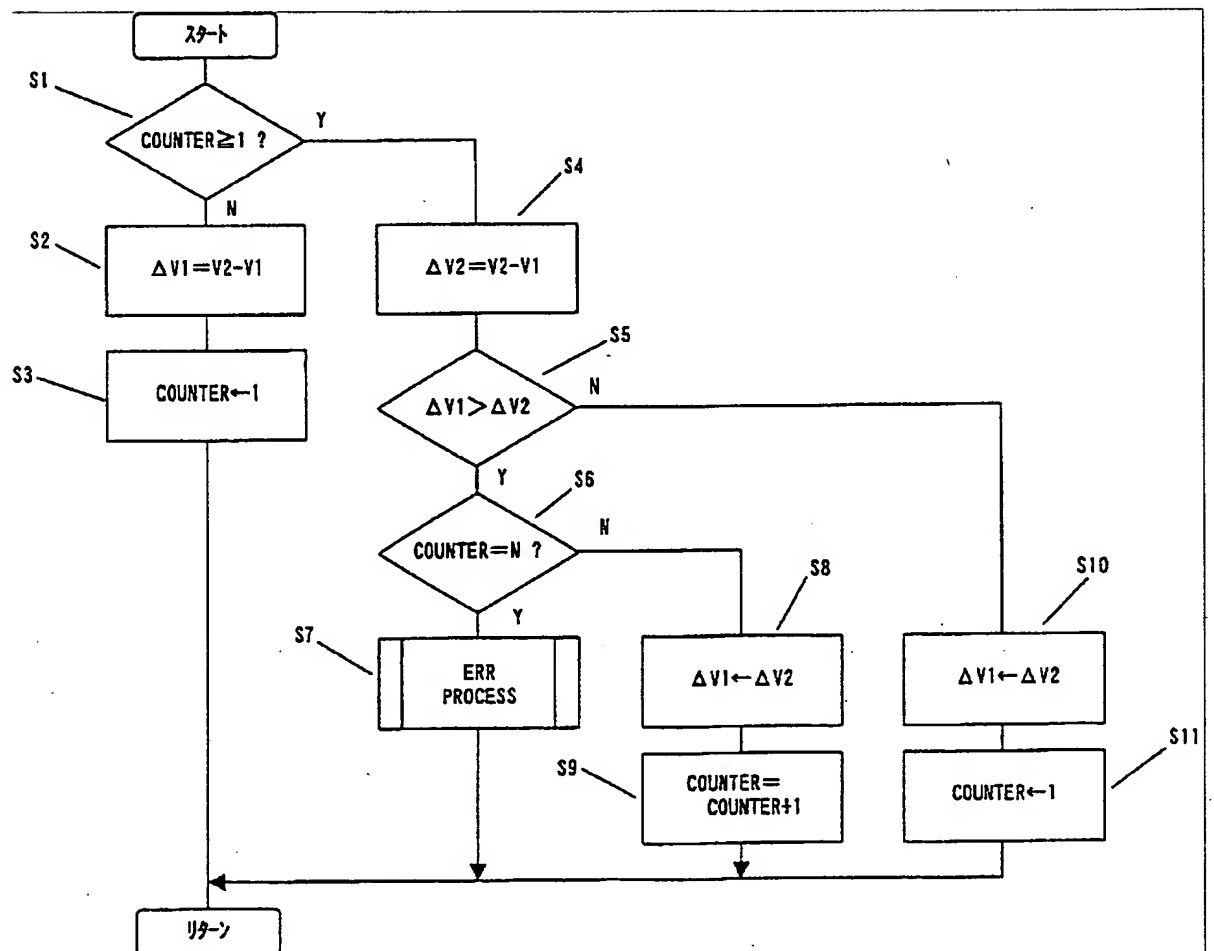 スタート
S1
COUNTER≧1 ?
Y
N
S4
S2
ΔV1=V2-V1
ΔV2=V2-V1
S5
S3
COUNTER←1
ΔV1>ΔV2
N
Y
S6
COUNTER=N ?
N
Y
S8
S10
S7
ERR
PROCESS
ΔV1←ΔV2
ΔV1←ΔV2
S9
COUNTER=
COUNTER+1
S11
COUNTER←1
リターン